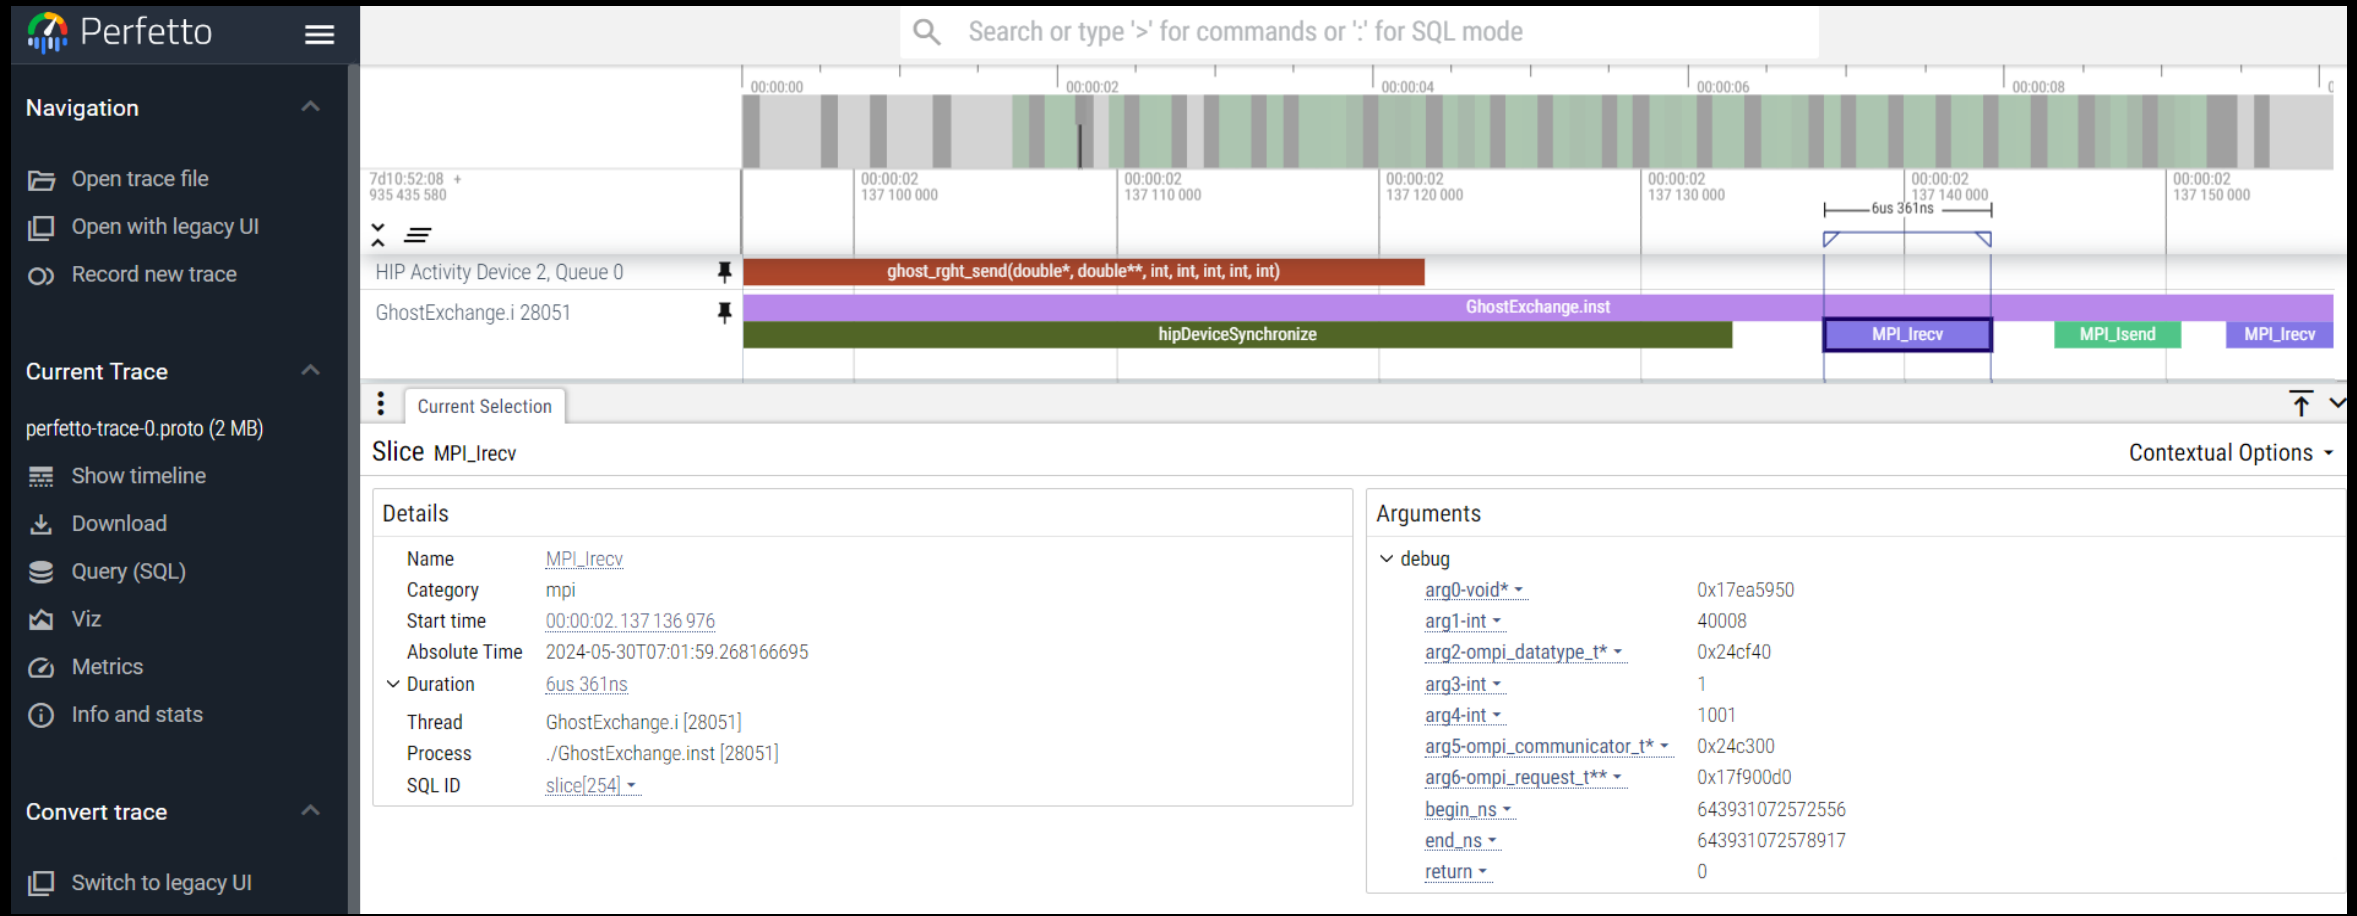 Perfetto
Search or type '>' for commands or ':' for SQL mode
Navigation
Open trace file
Open with legacy UI
Record new trace
Current Trace
perfetto-trace-0.proto (2 MB)
Show timeline
Download
Query (SQL)
Viz
Metrics
Info and stats
Convert trace
Switch to legacy UI
00:00:00 00:00:02 00:00:04 00:00:06 00:00:08
7d10:52:08 + 00:00:02 00:00:02 00:00:02 00:00:02 00:00:02 00:00:02
935 435 580 137 100 000 137 110 000 137 120 000 137 130 000 137 140 000 137 150 000
6us 361ns
HIP Activity Device 2, Queue 0 ghost_rght_send(double*, double**, int, int, int, int, int)
GhostExchange.i 28051 GhostExchange.inst
hipDeviceSynchronize MPI_Irecv MPI_Isend MPI_Irecv
Current Selection
Slice MPI_Irecv Contextual Options
Details
Name MPI_Irecv
Category mpi
Start time 00:00:02.137 136 976
Absolute Time 2024-05-30T07:01:59.268166695
Duration 6us 361ns
Thread GhostExchange.i [28051]
Process ./GhostExchange.inst [28051]
SQL ID slice[254]
Arguments
debug
arg0-void* 0x17ea5950
arg1-int 40008
arg2-ompi_datatype_t* 0x24cf40
arg3-int 1
arg4-int 1001
arg5-ompi_communicator_t* 0x24c300
arg6-ompi_request_t** 0x17f900d0
begin_ns 643931072572556
end_ns 643931072578917
return 0